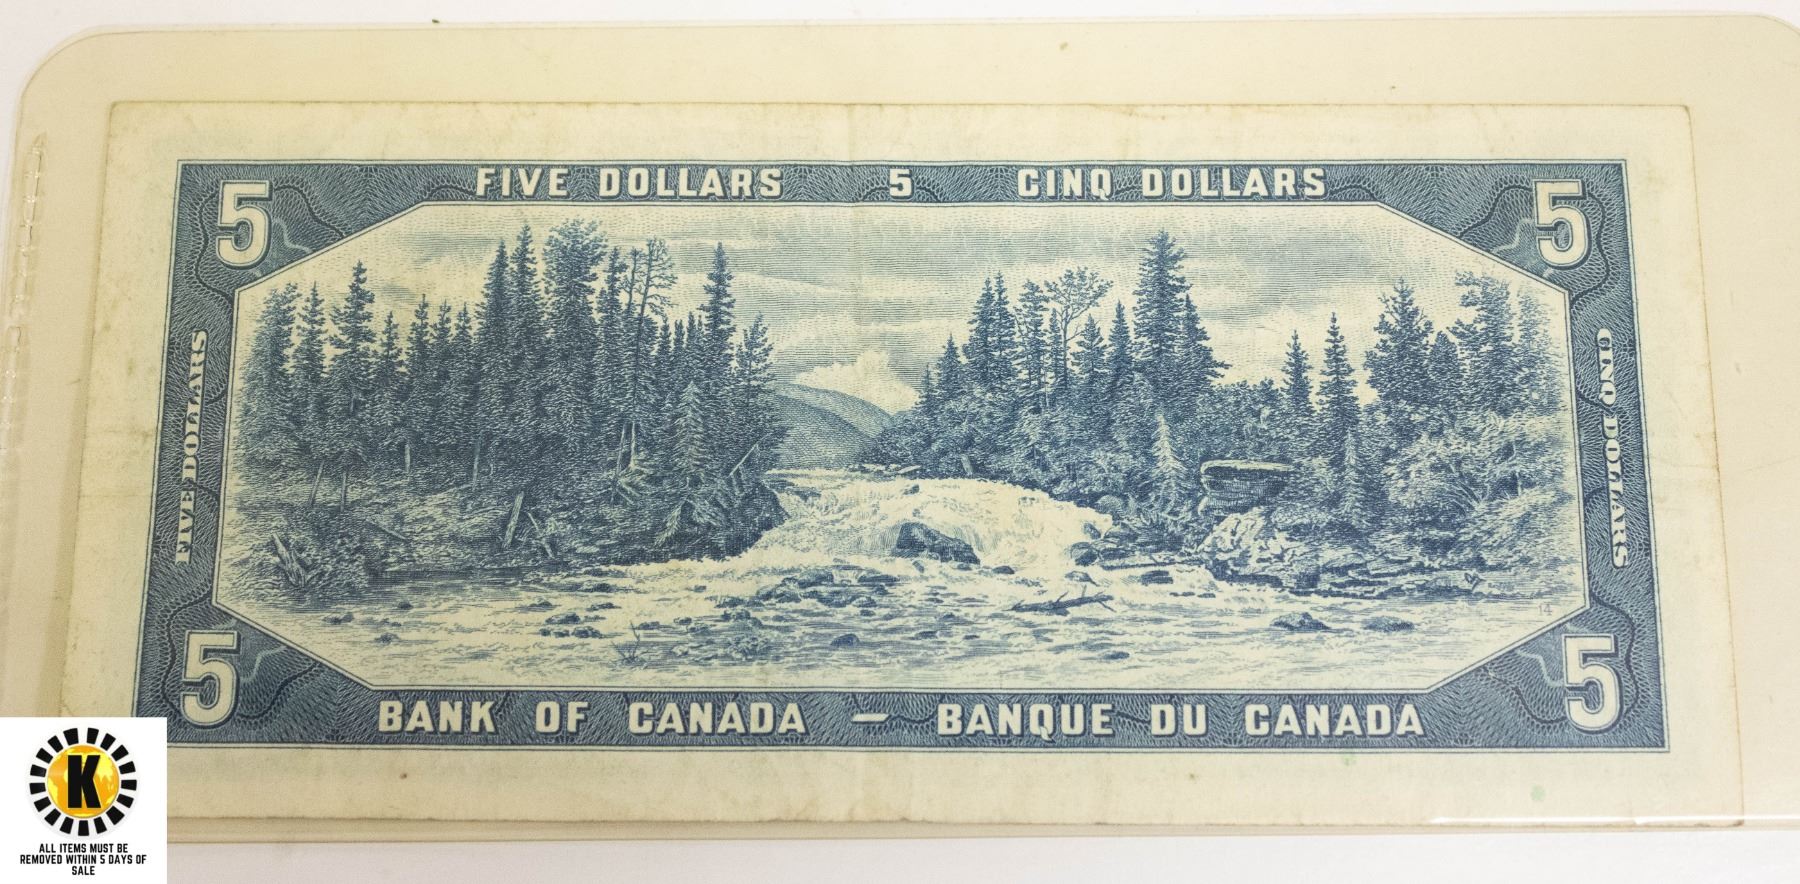 FIVE DOLLARS 5 CINQ DOLLARS
5 5
FIVE DOLLARS
CINQ DOLLARS
14
5 5
BANK OF CANADA — BANQUE DU CANADA
K
ALL ITEMS MUST BE
REMOVED WITHIN 5 DAYS OF
SALE